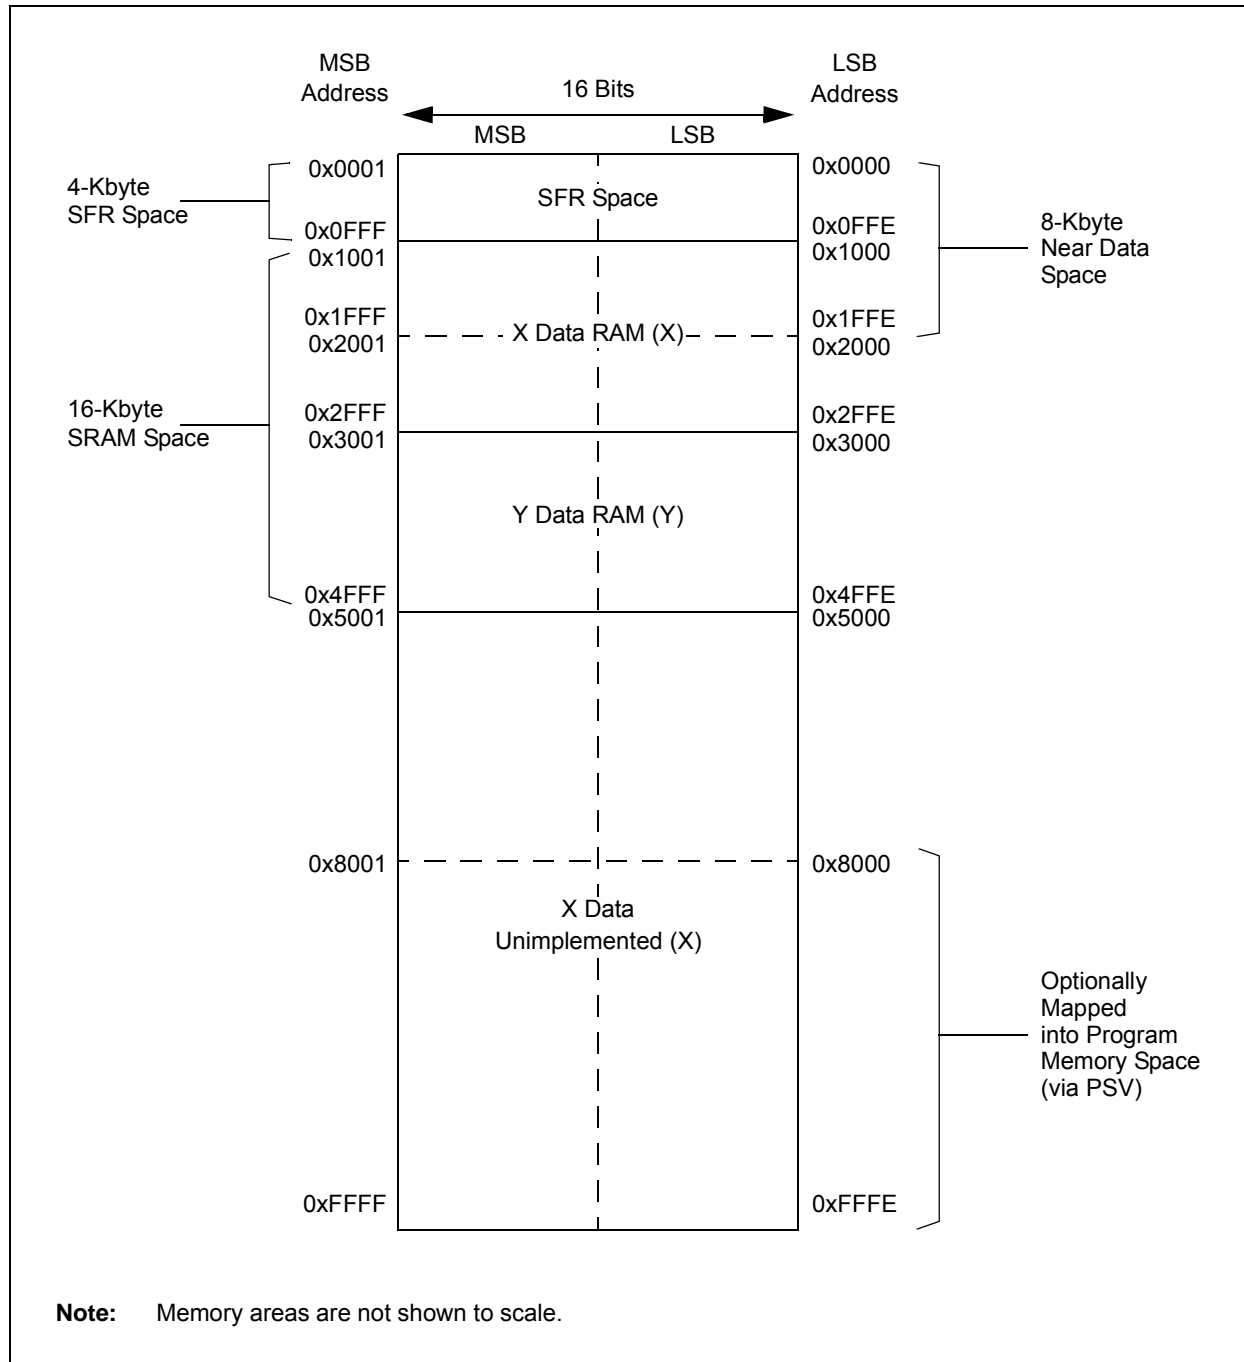 MSB
Address
LSB
Address
16 Bits
MSB
LSB
0x0001
0x0000
4-Kbyte
SFR Space
SFR Space
0x0FFF
0x0FFE
0x1001
0x1000
8-Kbyte
Near Data
Space
0x1FFF
0x1FFE
X Data RAM (X)
0x2001
0x2000
16-Kbyte
SRAM Space
0x2FFF
0x2FFE
0x3001
0x3000
Y Data RAM (Y)
0x4FFF
0x4FFE
0x5001
0x5000
0x8001
0x8000
X Data
Unimplemented (X)
Optionally
Mapped
into Program
Memory Space
(via PSV)
0xFFFF
0xFFFE
Note: Memory areas are not shown to scale.